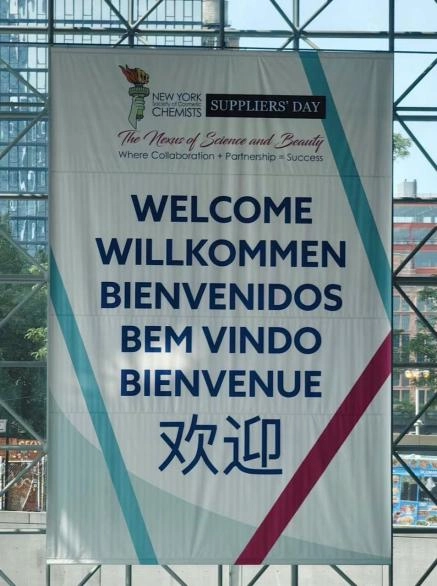 NEW YORK
Society of Cosmetic
CHEMISTS
SUPPLIERS' DAY
The Nexus of Science and Beauty
Where Collaboration + Partnership = Success
WELCOME
WILLKOMMEN
BIENVENIDOS
BEM VINDO
BIENVENUE
欢迎